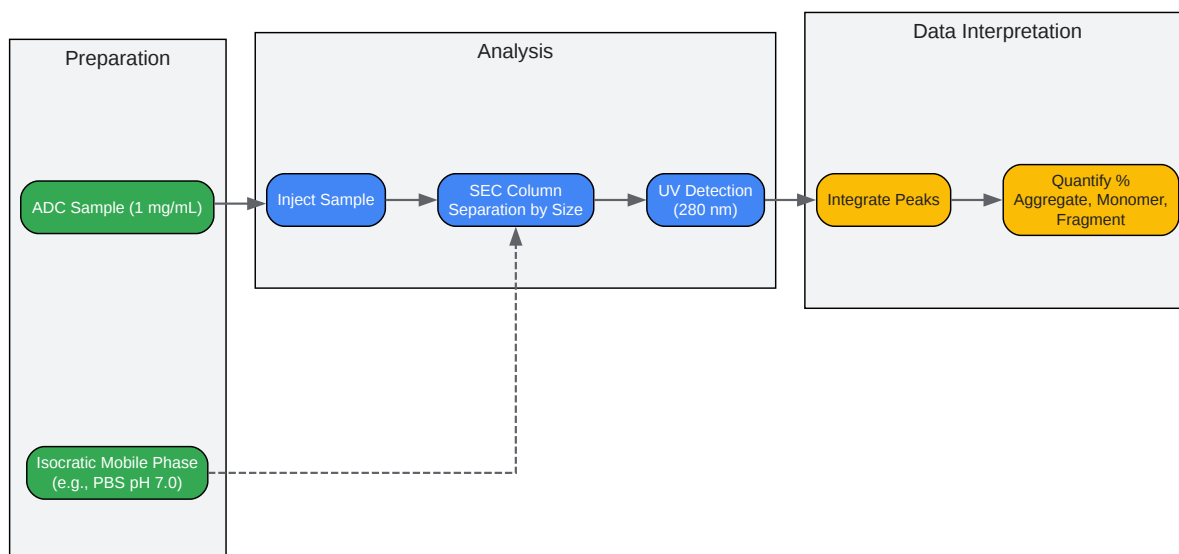 Preparation
ADC Sample (1 mg/mL)
Isocratic Mobile Phase
(e.g., PBS pH 7.0)
Analysis
Inject Sample
SEC Column
Separation by Size
UV Detection
(280 nm)
Data Interpretation
Integrate Peaks
Quantify %
Aggregate, Monomer,
Fragment